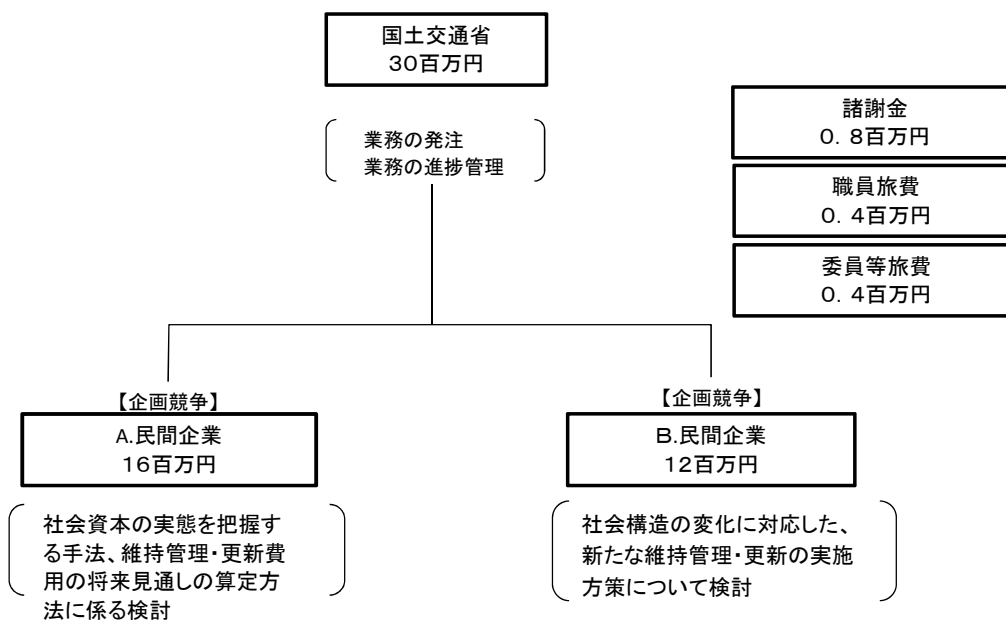 国土交通省
30百万円
業務の発注
業務の進捗管理
諸謝金
0．8百万円
職員旅費
0．4百万円
委員等旅費
0．4百万円
【企画競争】
A.民間企業
16百万円
社会資本の実態を把握す
る手法、維持管理・更新費
用の将来見通しの算定方
法に係る検討
【企画競争】
B.民間企業
12百万円
社会構造の変化に対応した、
新たな維持管理・更新の実施
方策について検討